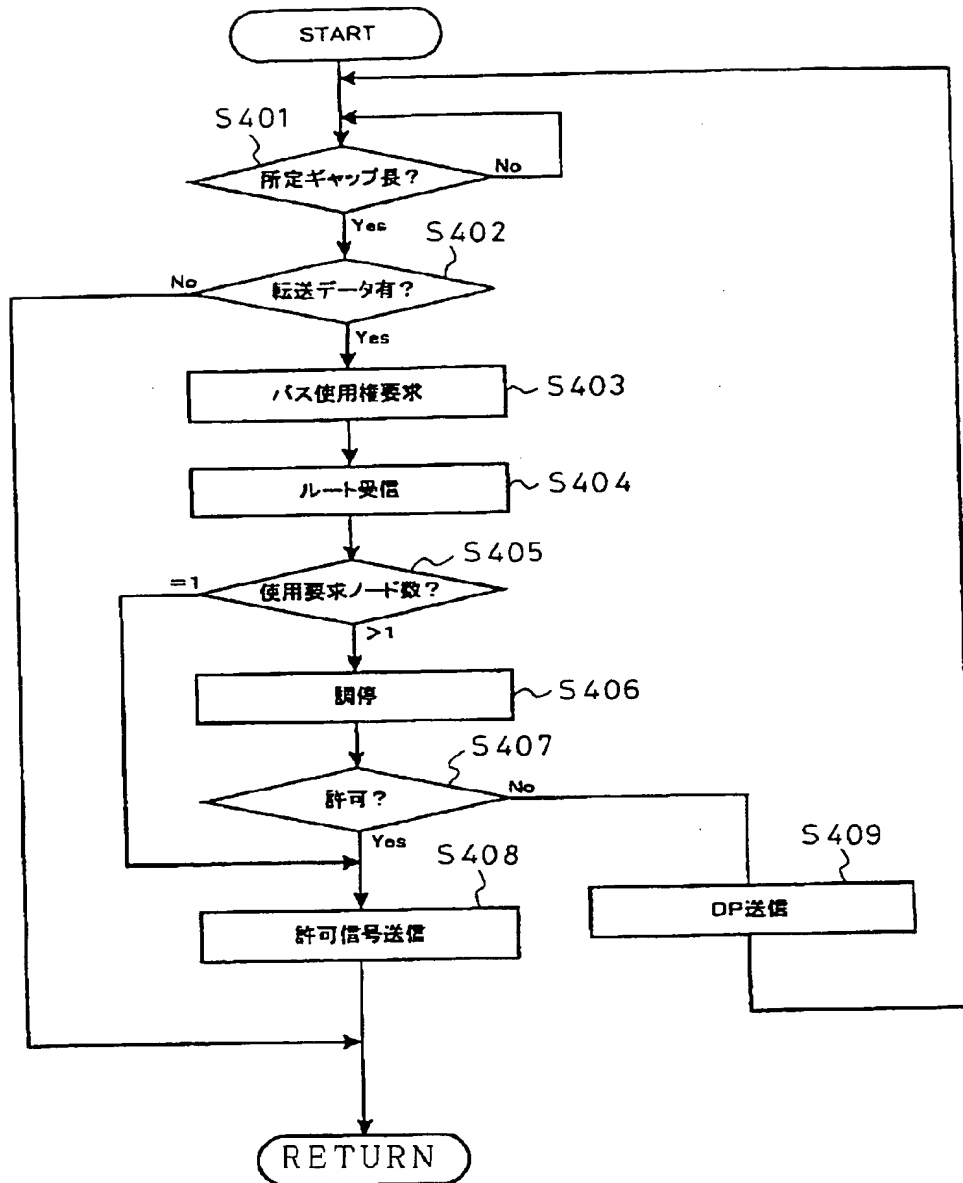 START
S401
所定ギャップ長?
No
Yes
S402
No
転送データ有?
Yes
バス使用権要求
S403
ルート受信
S404
S405
=1
使用要求ノード数?
>1
調停
S406
S407
許可?
No
Yes
S408
S409
許可信号送信
DP送信
RETURN